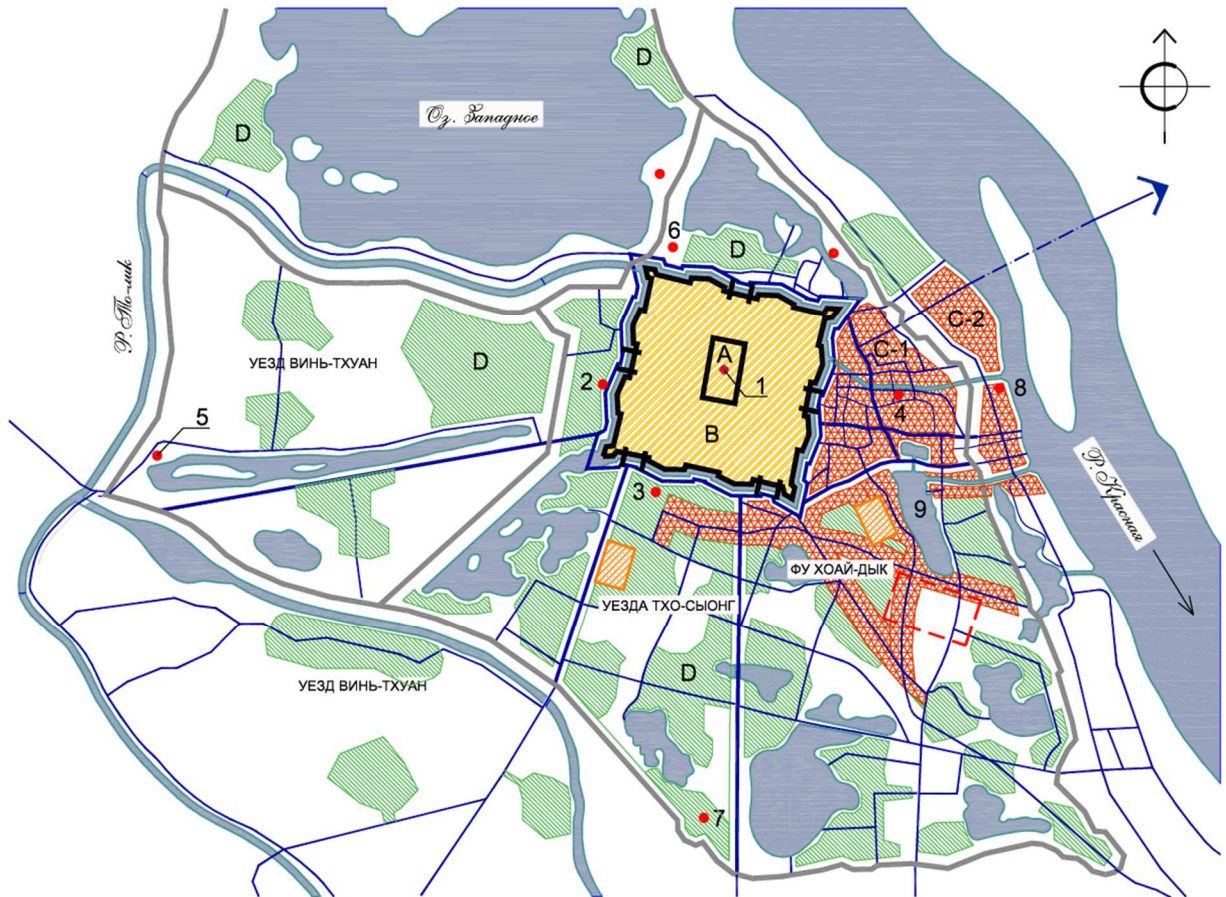 D
Оз. Западное
D
6
D
Р. То-лик
C-2
C-1
УЕЗД ВИНЬ-ТХУАН
D
2
A
1
8
4
B
5
3
9
Р. Красная
ФУ ХОАЙ-ДЫК
УЕЗДА ТХО-СЫОНГ
D
УЕЗД ВИНЬ-ТХУАН
7